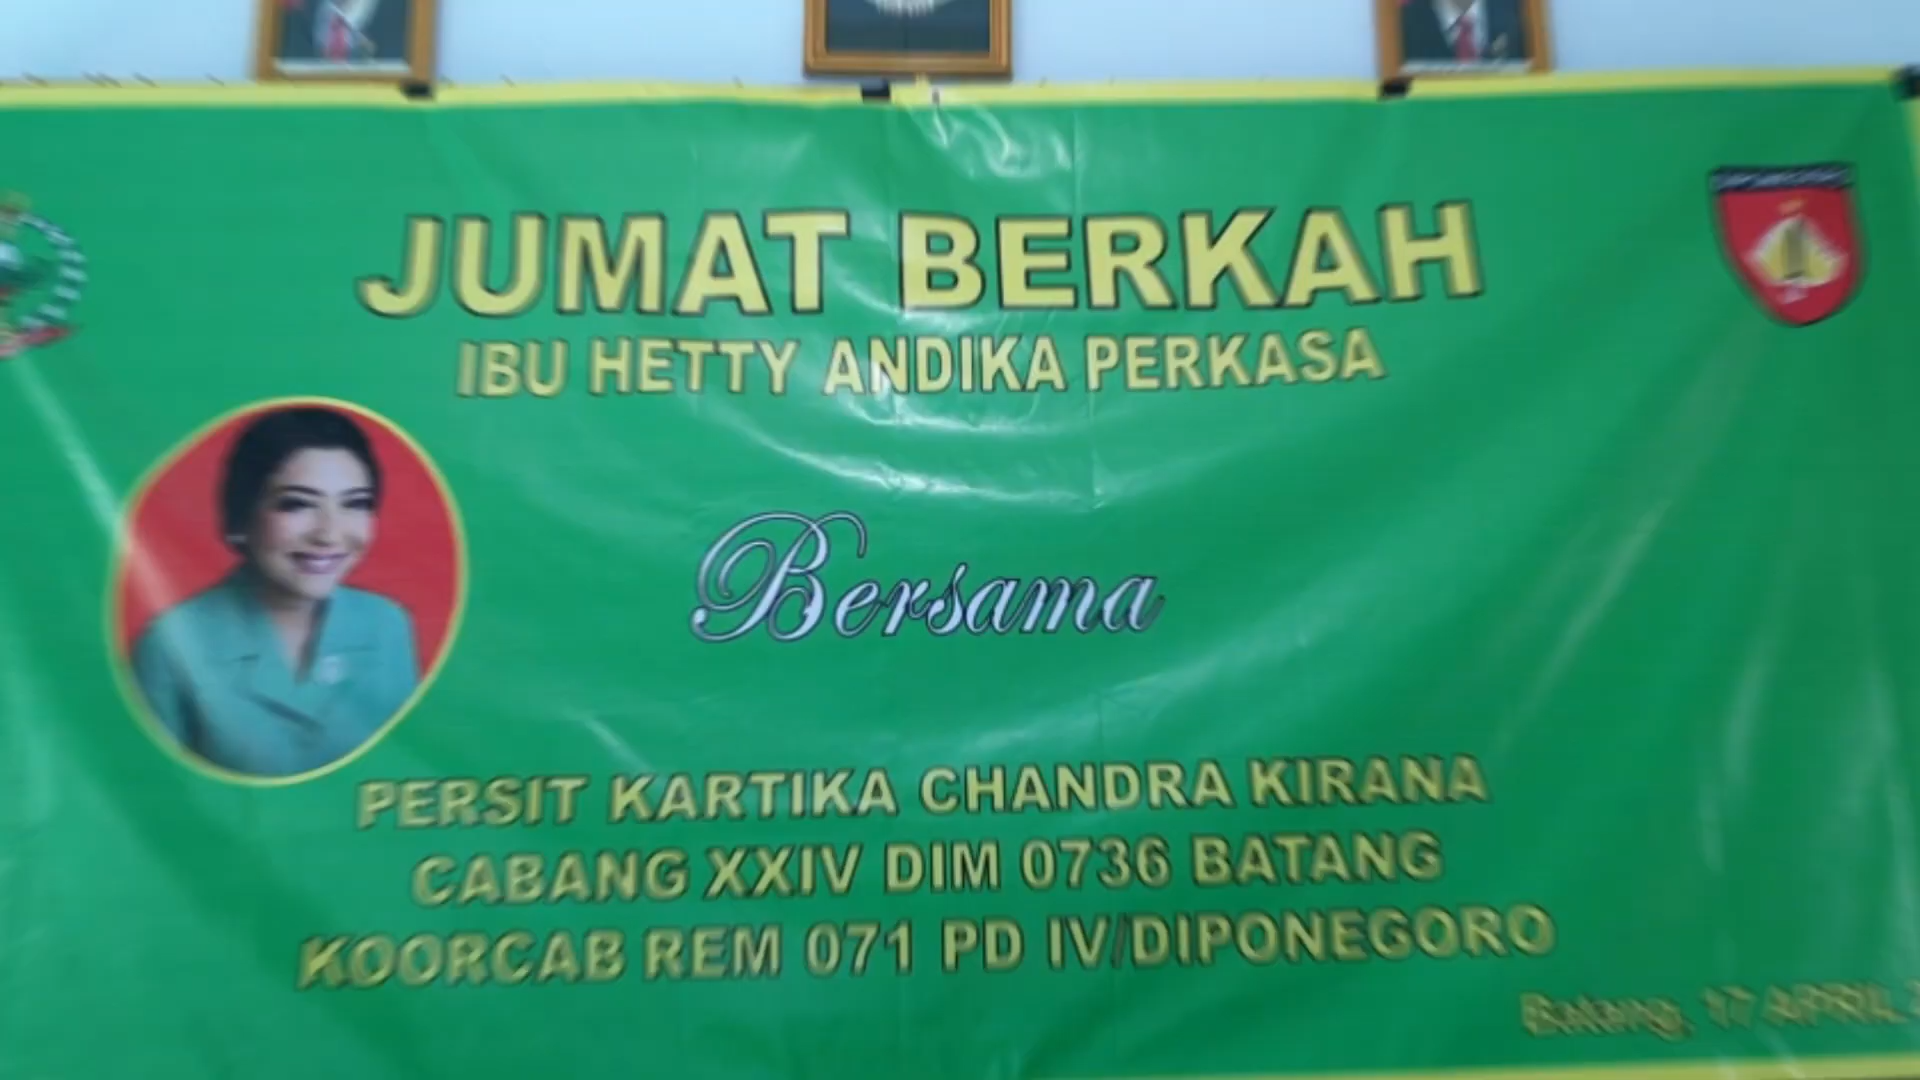 JUMAT BERKAH
IBU HETTY ANDIKA PERKASA
Bersama
PERSIT KARTIKA CHANDRA KIRANA
CABANG XXIV DIM 0736 BATANG
KOORCAB REM 071 PD IV/DIPONEGORO
Batang, 17 APRIL